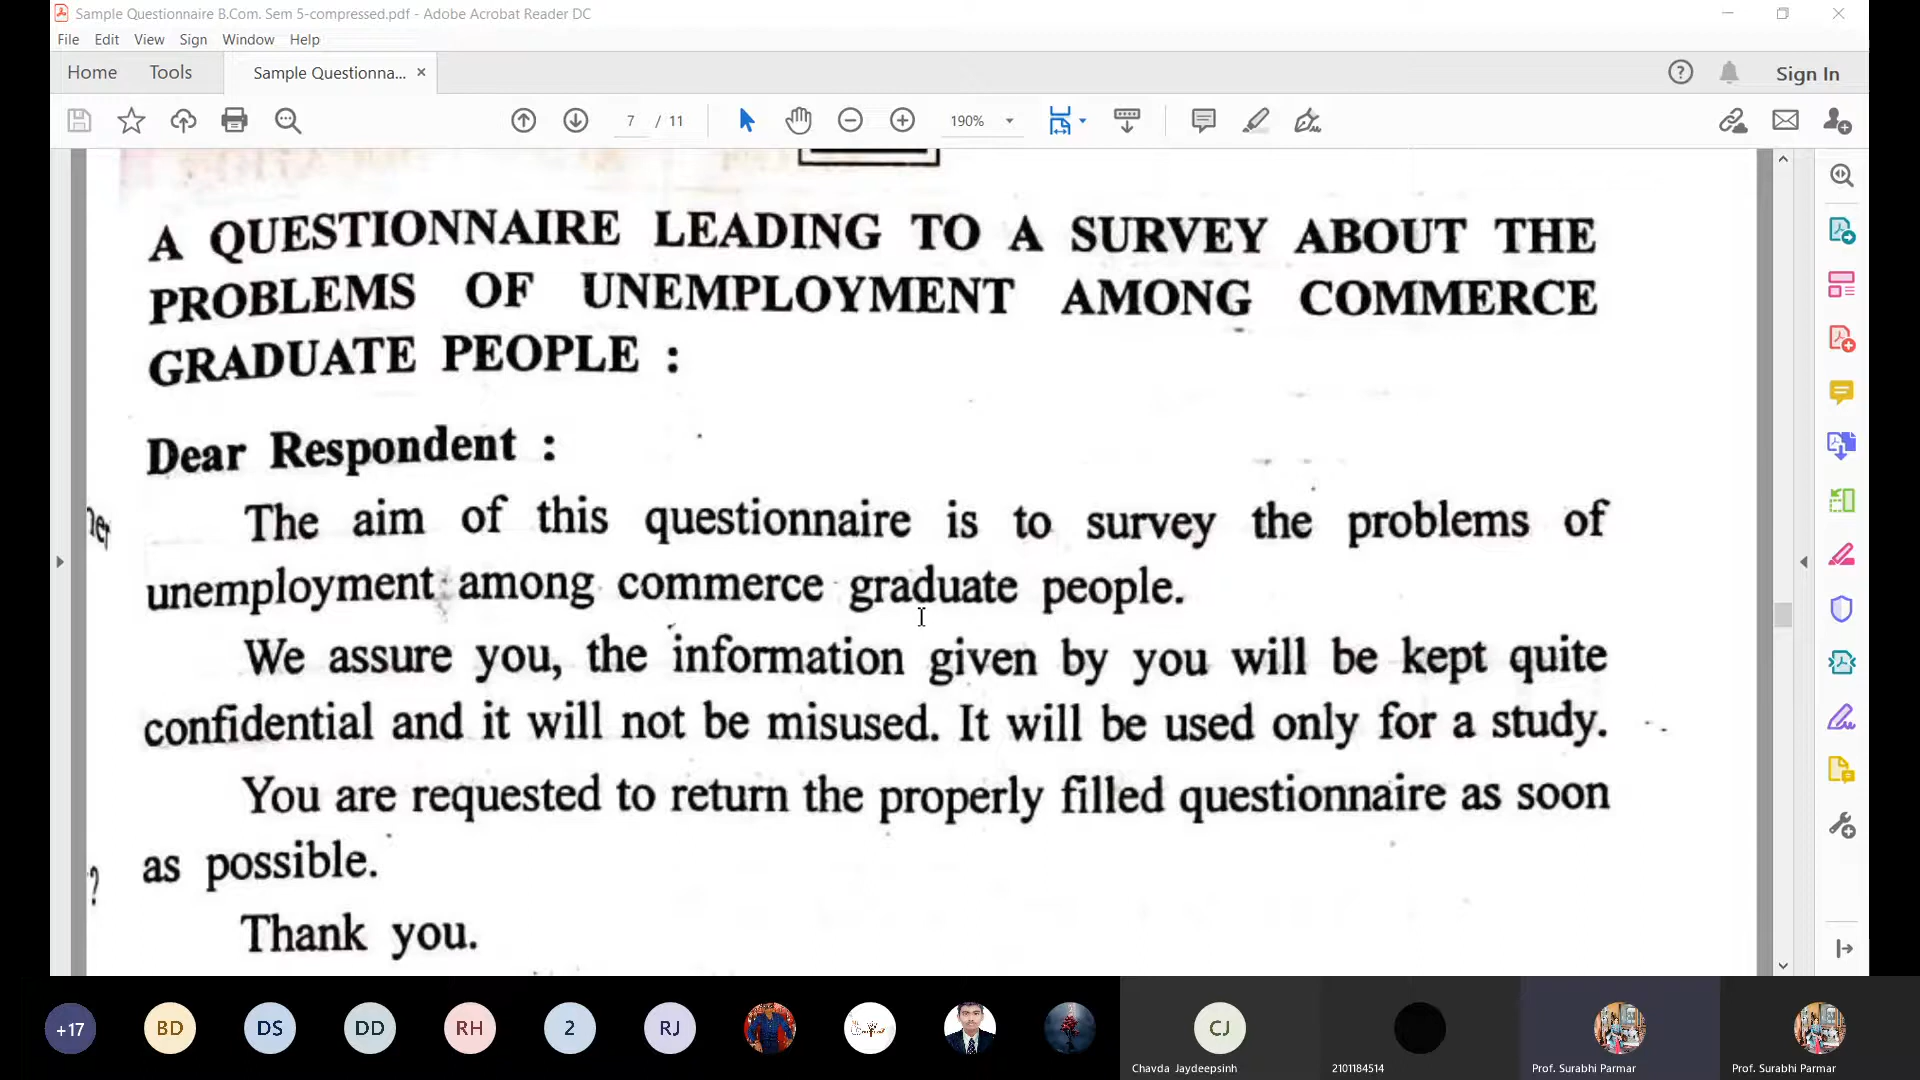 Sample Questionnaire B.Com. Sem 5-compressed.pdf - Adobe Acrobat Reader DC
File Edit View Sign Window Help
Home Tools Sample Questionna... × Sign In
7 / 11 190%
A QUESTIONNAIRE LEADING TO A SURVEY ABOUT THE
PROBLEMS OF UNEMPLOYMENT AMONG COMMERCE
GRADUATE PEOPLE :
Dear Respondent :
The aim of this questionnaire is to survey the problems of
unemployment among commerce graduate people.
We assure you, the information given by you will be kept quite
confidential and it will not be misused. It will be used only for a study.
You are requested to return the properly filled questionnaire as soon
?
as possible.
Thank you.
+17 BD DS DD RH 2 RJ CJ
Chavda Jaydeepsinh 2101184514 Prof. Surabhi Parmar Prof. Surabhi Parmar